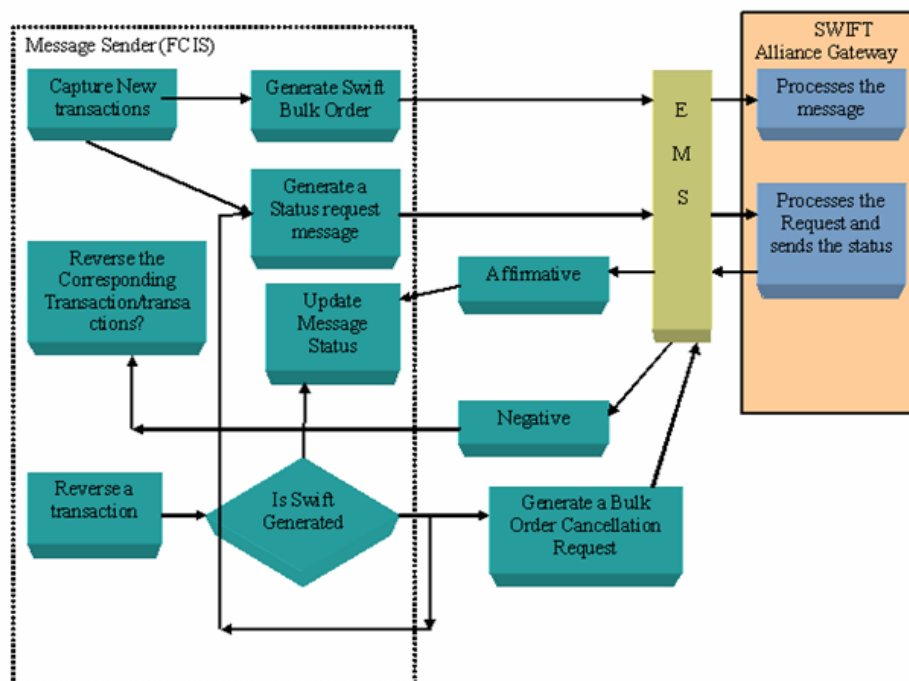 Message Sender(FCIS)
SWIFT
Alliance Gateway
Capture New
transactions
Generate Swift
Bulk Order
E
M
S
Processes the
message
Generate a
Status request
message
Processes the
Request and
sends the status
Reverse the
Corresponding
Transaction/transa
ctions?
Affirmative
Update
Message
Status
Negative
Reverse a
transaction
Is Swift
Generated
Generate a Bulk
Order Cancellation
Request